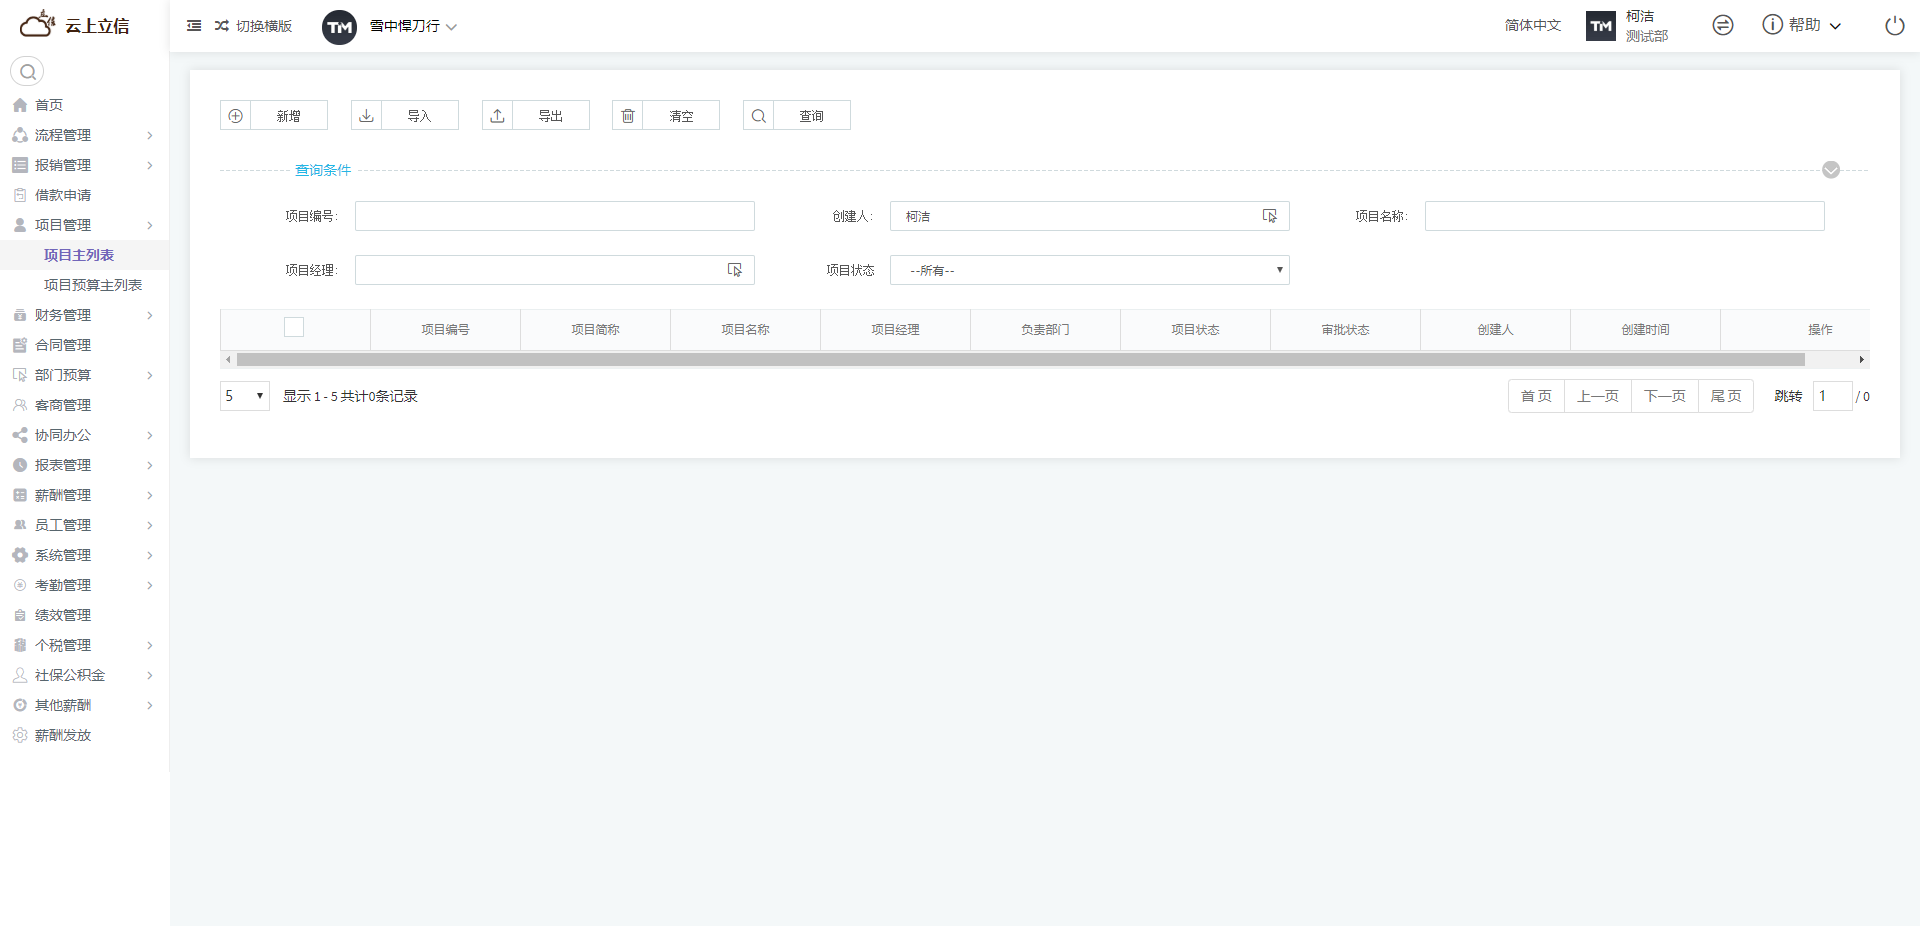 云上立信
切换横版
TM
雪中悍刀行
简体中文
TM
柯洁
测试部
帮助
首页
流程管理
报销管理
借款申请
项目管理
项目主列表
项目预算主列表
财务管理
合同管理
部门预算
客商管理
协同办公
报表管理
薪酬管理
员工管理
系统管理
考勤管理
绩效管理
个税管理
社保公积金
其他薪酬
薪酬发放
新增 导入 导出 清空 查询
查询条件
项目编号: 创建人: 柯洁 项目名称:
项目经理: 项目状态 --所有--
项目编号 项目简称 项目名称 项目经理 负责部门 项目状态 审批状态 创建人 创建时间 操作
5 显示 1 - 5 共计0条记录 首页 上一页 下一页 尾页 跳转 1 / 0